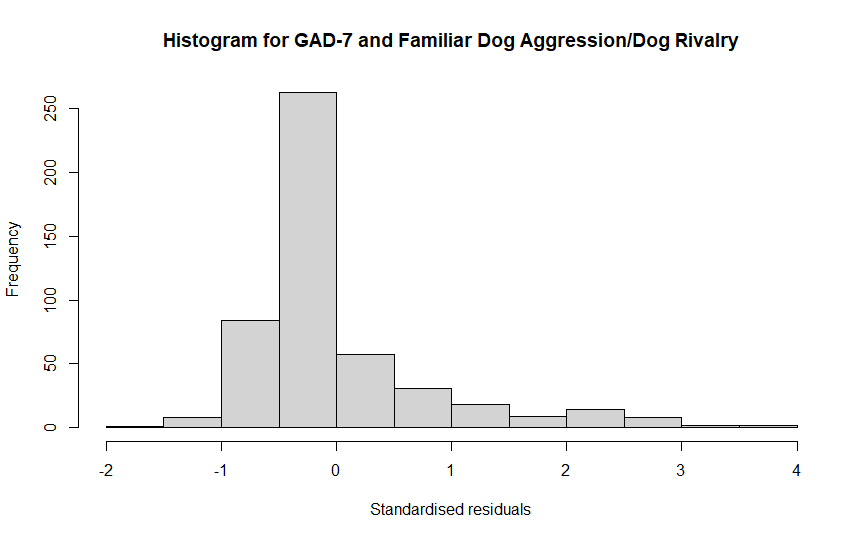 Histogram for GAD-7 and Familiar Dog Aggression/Dog Rivalry
Frequency
250
200
150
100
50
0
-2 -1 0 1 2 3 4
Standardised residuals